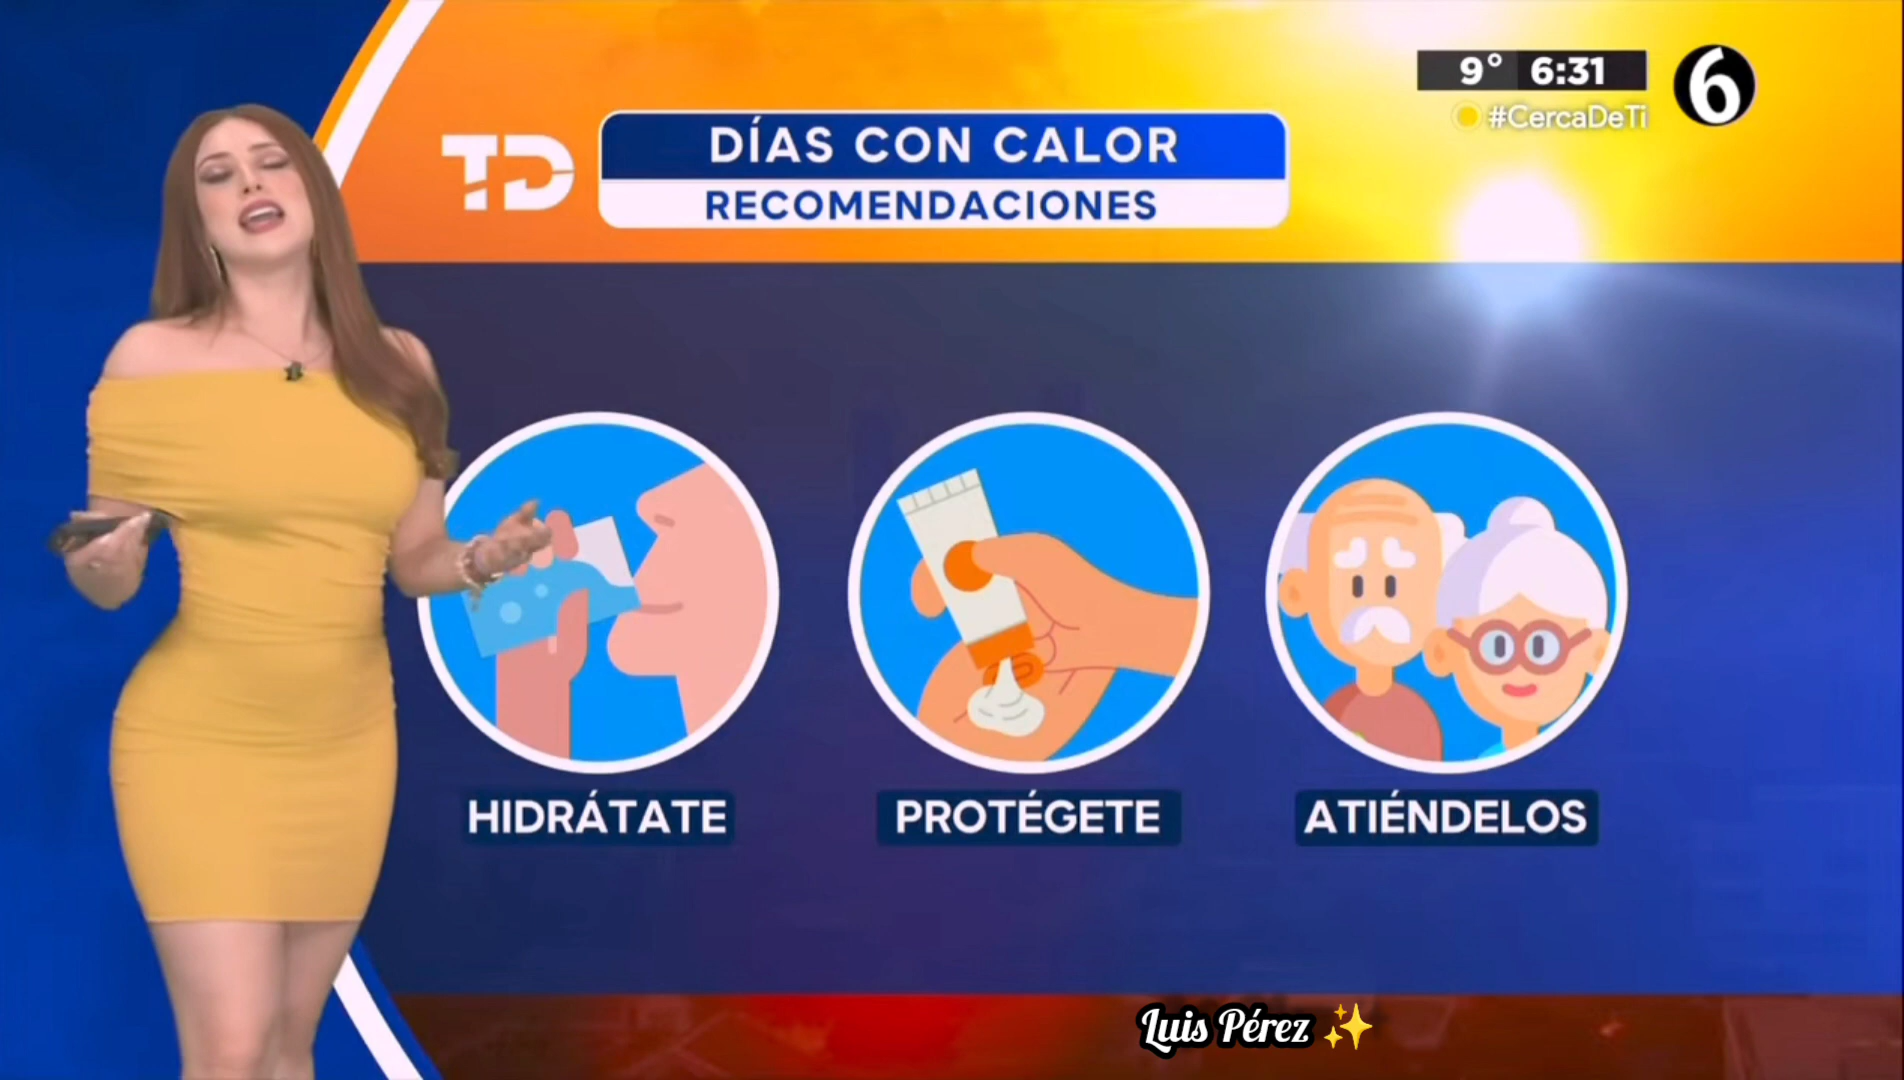 9° 6:31
6
#CercaDeTi
TD
DÍAS CON CALOR
RECOMENDACIONES
HIDRÁTATE
PROTÉGETE
ATIÉNDELOS
Luis Pérez ✨